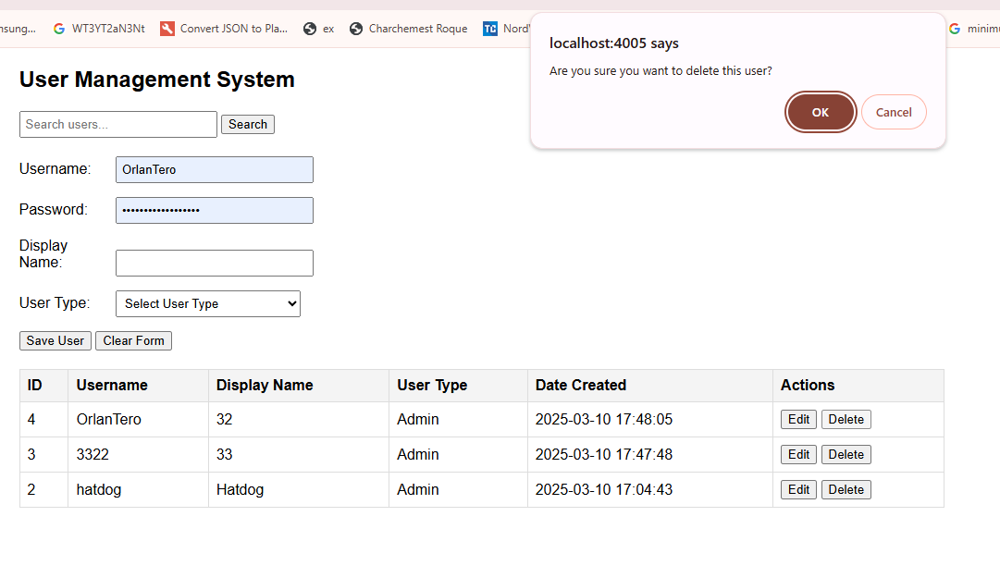 nsung...
WT3YT2aN3Nt
Convert JSON to Pla...
ex
Charchemest Roque
TC
Nord'
minimu
localhost:4005 says
Are you sure you want to delete this user?
OK
Cancel
User Management System
Search users...
Search
Username:
OrlanTero
Password:
••••••••••••••••••
Display
Name:
User Type:
Select User Type
Save User
Clear Form
ID Username Display Name User Type Date Created Actions
4 OrlanTero 32 Admin 2025-03-10 17:48:05 Edit Delete
3 3322 33 Admin 2025-03-10 17:47:48 Edit Delete
2 hatdog Hatdog Admin 2025-03-10 17:04:43 Edit Delete